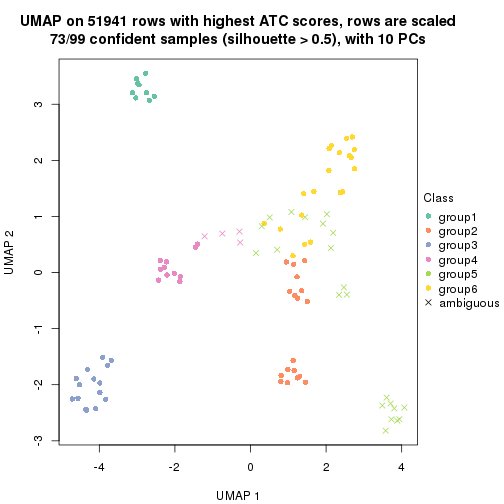 UMAP on 51941 rows with highest ATC scores, rows are scaled
73/99 confident samples (silhouette > 0.5), with 10 PCs
3
2
1
0
-1
-2
-3
UMAP 2
-4
-2
0
2
4
UMAP 1
Class
group1
group2
group3
group4
group5
group6
ambiguous